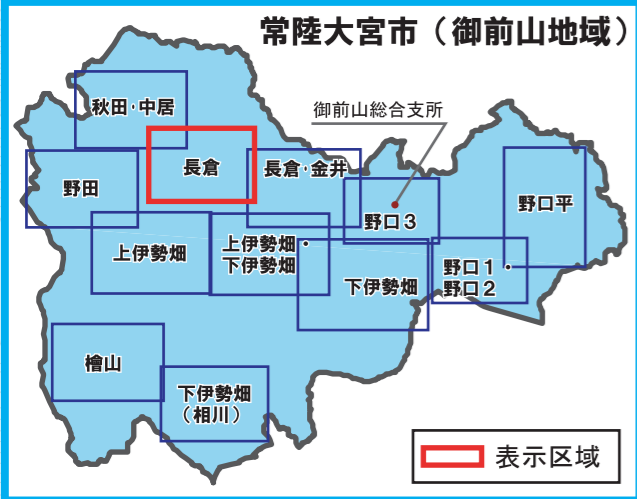 常陸大宮市（御前山地域）
秋田・中居
御前山総合支所
長倉
長倉・金井
野田
野口３
野口平
上伊勢畑
上伊勢畑
下伊勢畑
野口１
野口２
下伊勢畑
檜山
下伊勢畑
（相川）
表示区域